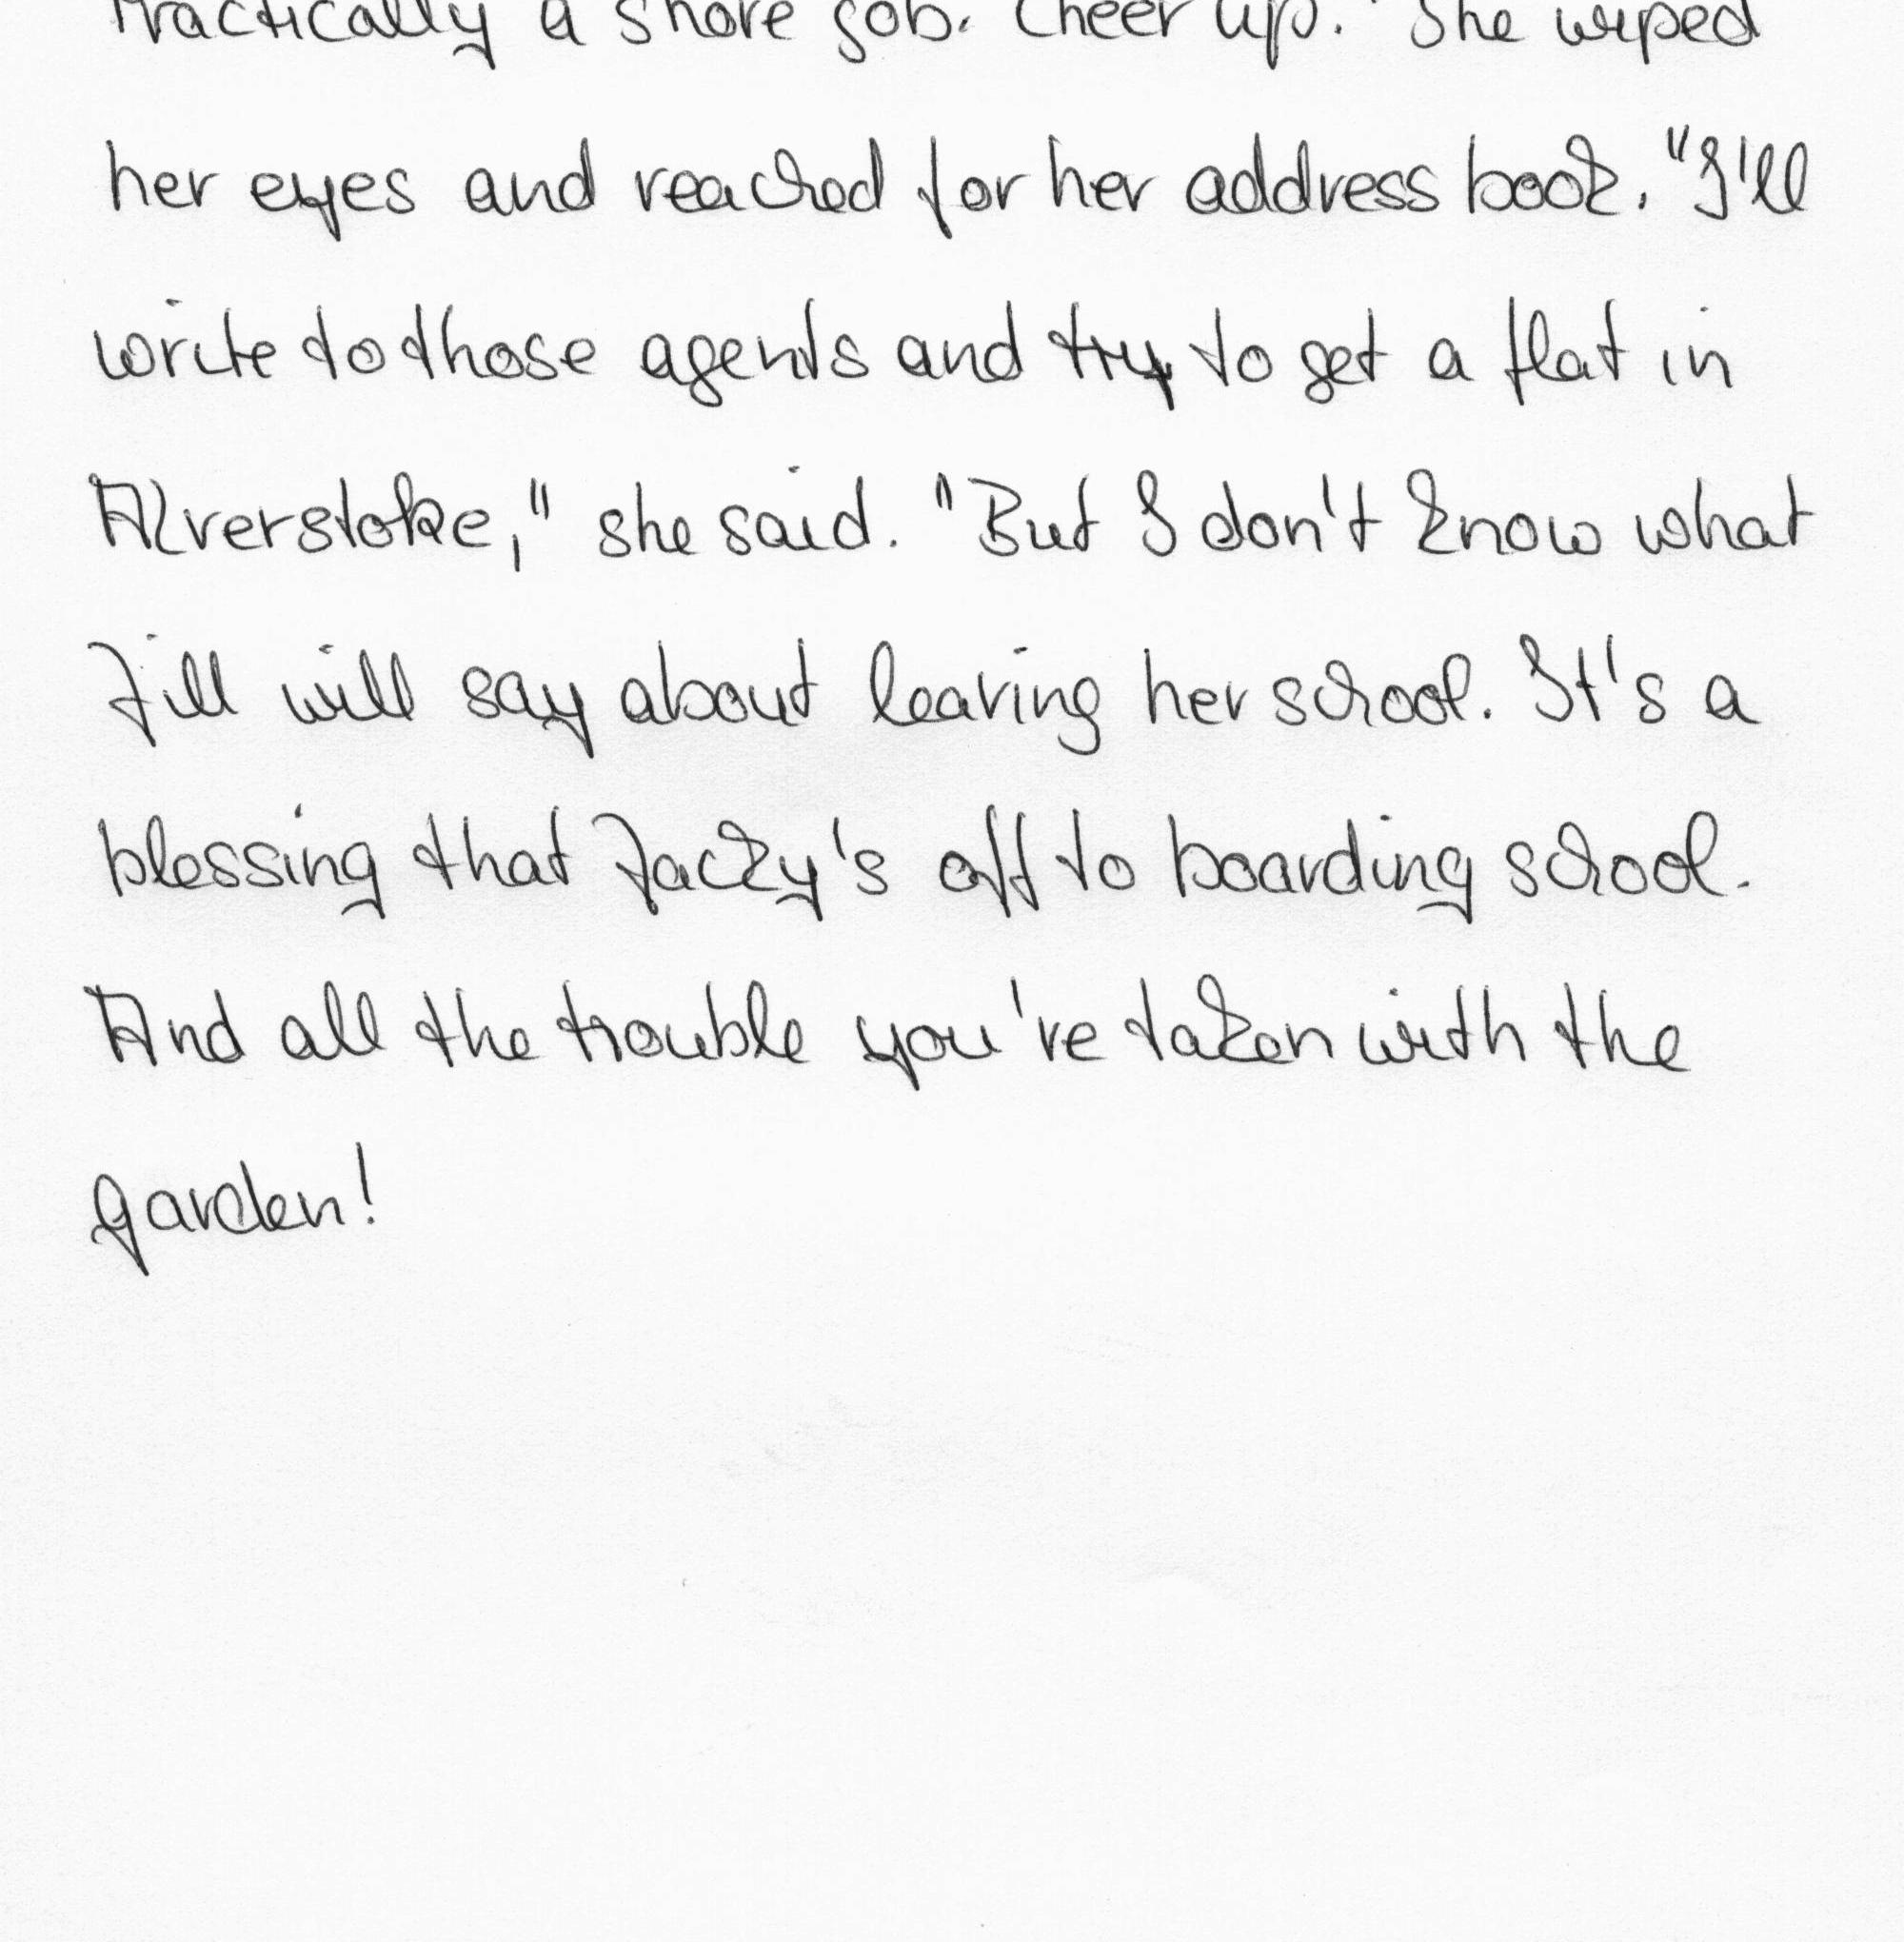 Practically a shore job. Cheer up." She wiped
her eyes and reached for her address book. "I'll
write to those agents and try to get a flat in
Alverstoke," she said. "But I don't know what
Jill will say about leaving her school. It's a
blessing that Jacky's off to boarding school.
And all the trouble you've taken with the
garden!